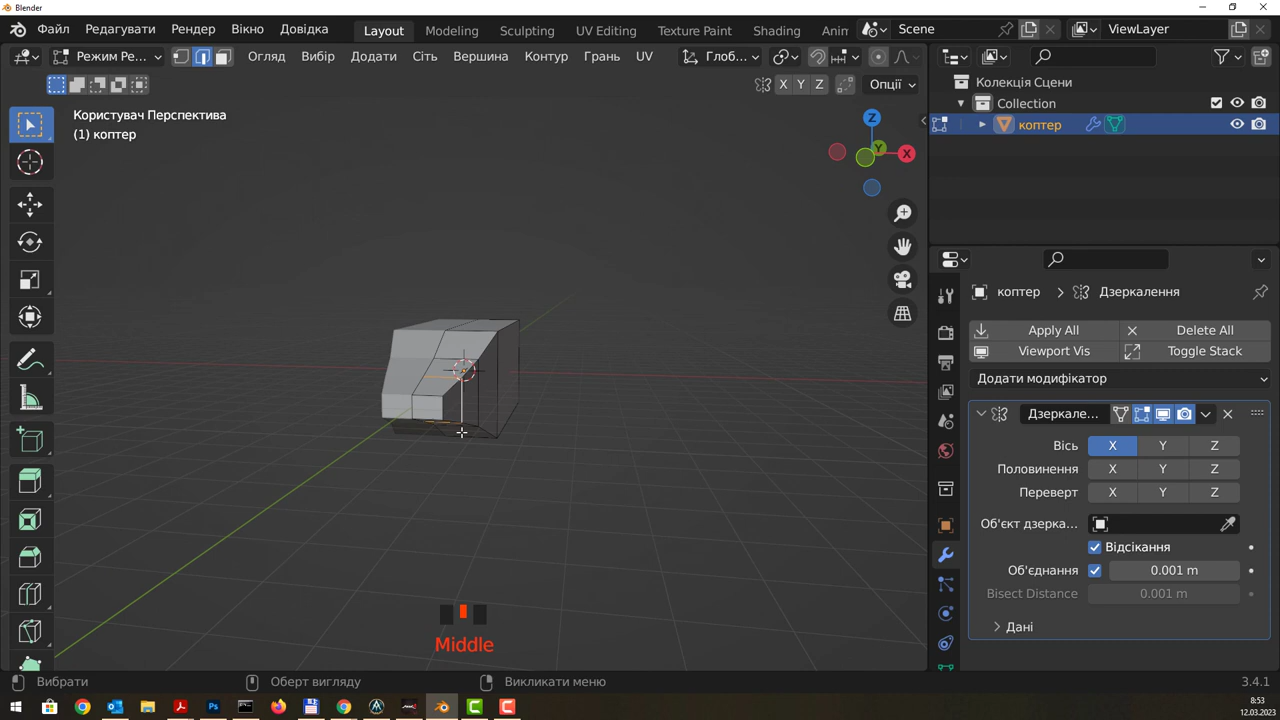 Blender
Файл Редагувати Рендер Вікно Довідка Layout Modeling Sculpting UV Editing Texture Paint Shading Anim Scene ViewLayer
Режим Ре... Огляд Вибір Додати Сіть Вершина Контур Грань UV Глоб...
X Y Z Опції
Користувач Перспектива
(1) коптер
Z
Y
X
Колекція Сцени
Collection
коптер
коптер Дзеркалення
Apply All Delete All
Viewport Vis Toggle Stack
Додати модифікатор
Дзеркале...
Вісь X Y Z
Половинення X Y Z
Переверт X Y Z
Об'єкт дзерка...
Відсікання
Об'єднання 0.001 m
Bisect Distance 0.001 m
Дані
Middle
Вибрати Оберт вигляду Викликати меню 3.4.1
8:53
12.03.2023